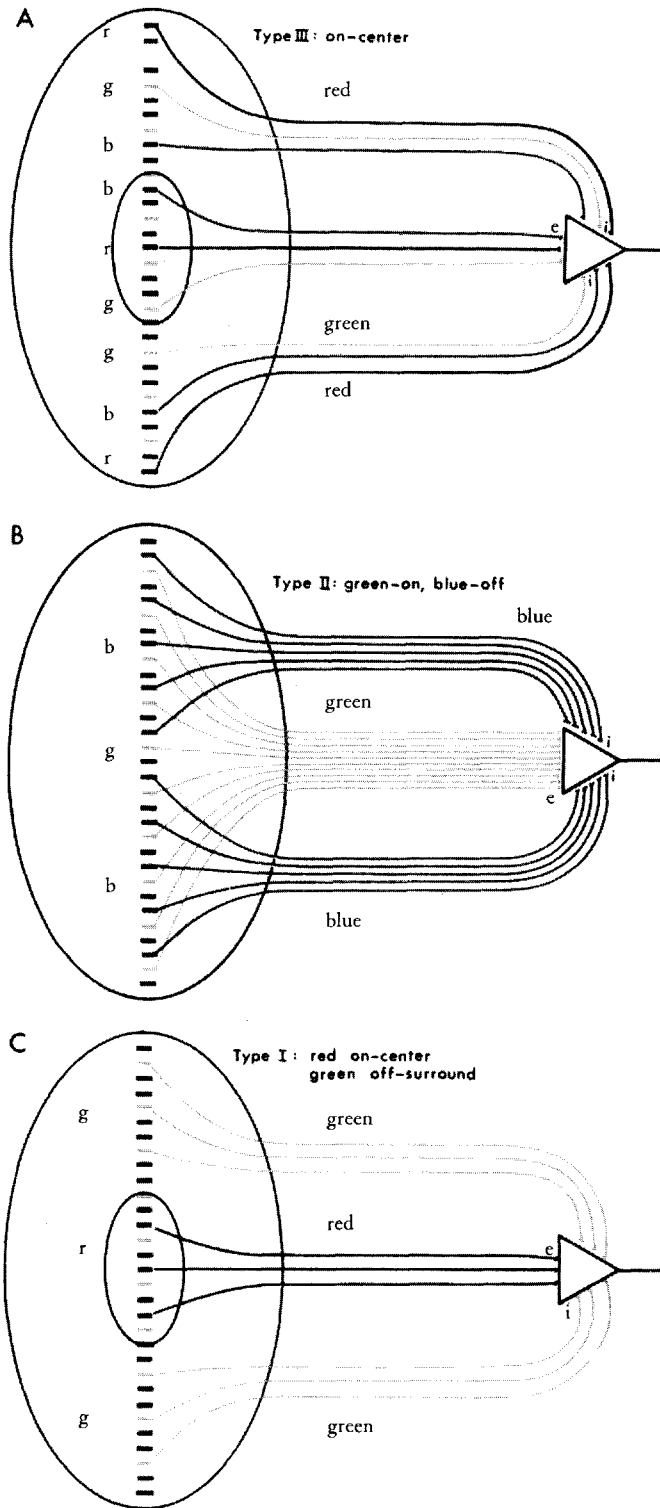 A
Type III: on-center
r
red
g
b
b
e
i
r
i
g
green
g
red
b
r
B
Type II: green-on, blue-off
blue
b
green
g
i
i
e
b
blue
C
Type I: red on-center
green off-surround
g
green
red
r
e
i
g
green